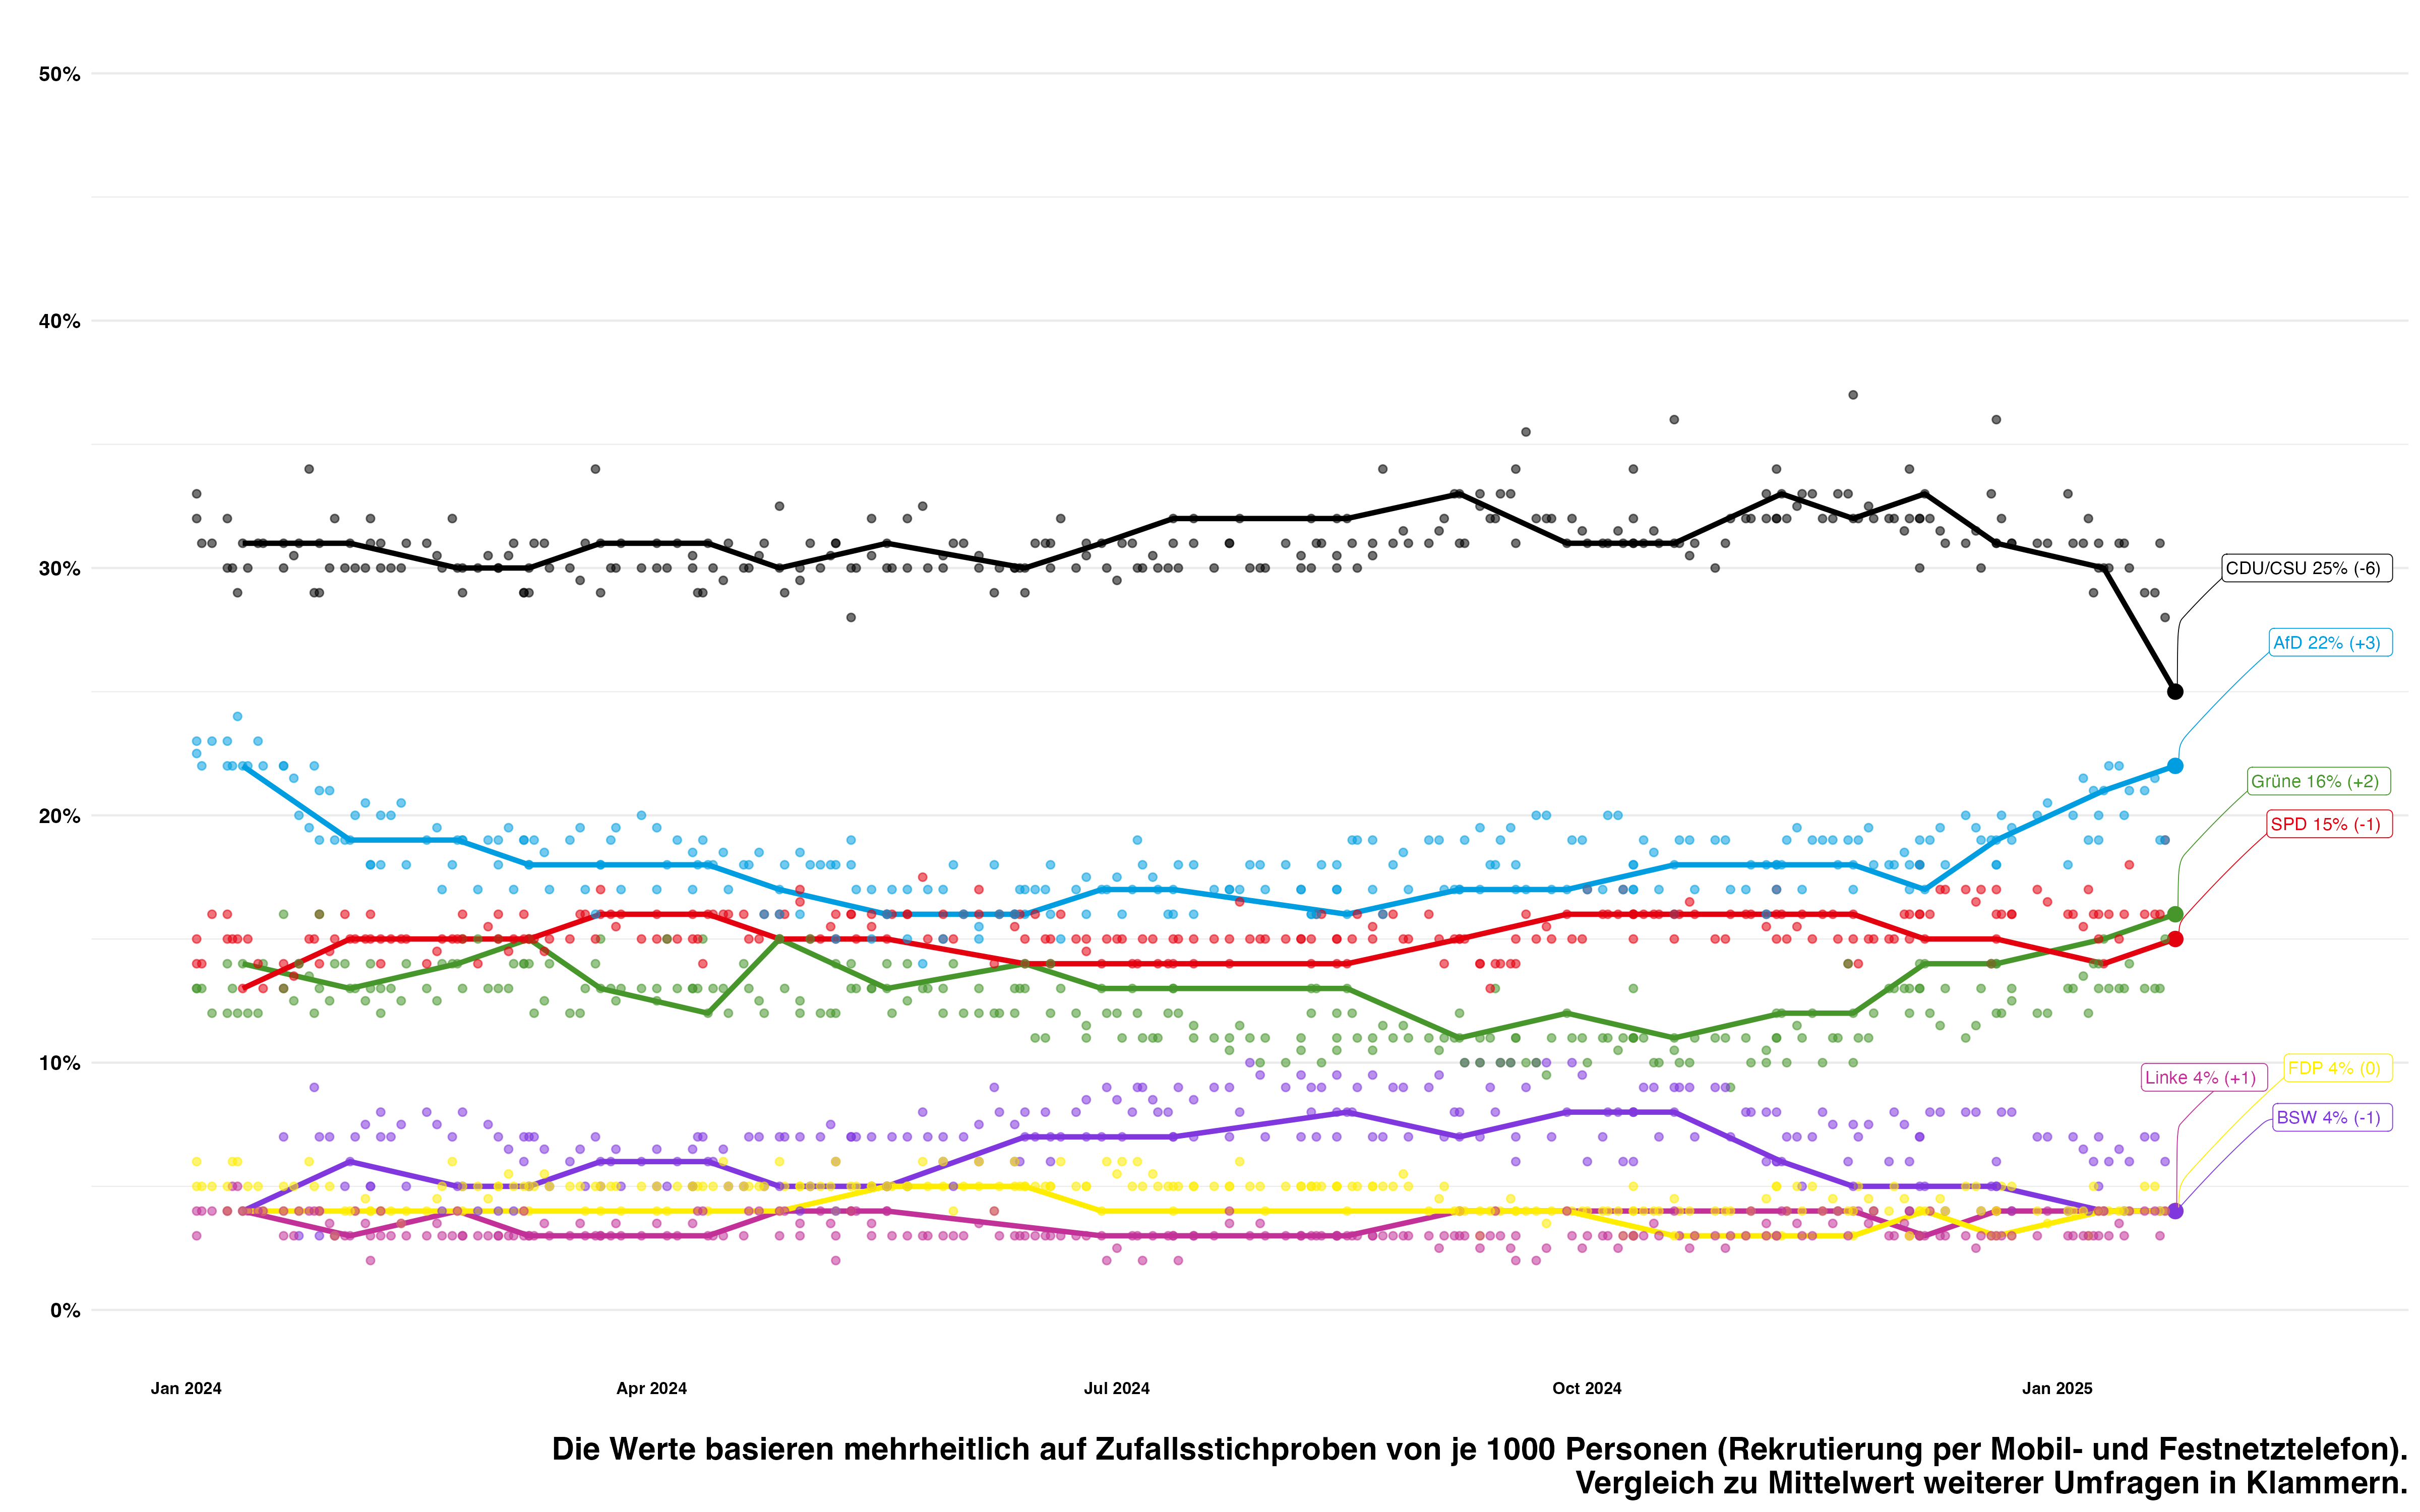 50%
40%
30%
20%
10%
0%
CDU/CSU 25% (-6)
AfD 22% (+3)
Grüne 16% (+2)
SPD 15% (-1)
FDP 4% (0)
Linke 4% (+1)
BSW 4% (-1)
Jan 2024
Apr 2024
Jul 2024
Oct 2024
Jan 2025
Die Werte basieren mehrheitlich auf Zufallsstichproben von je 1000 Personen (Rekrutierung per Mobil- und Festnetztelefon).
Vergleich zu Mittelwert weiterer Umfragen in Klammern.